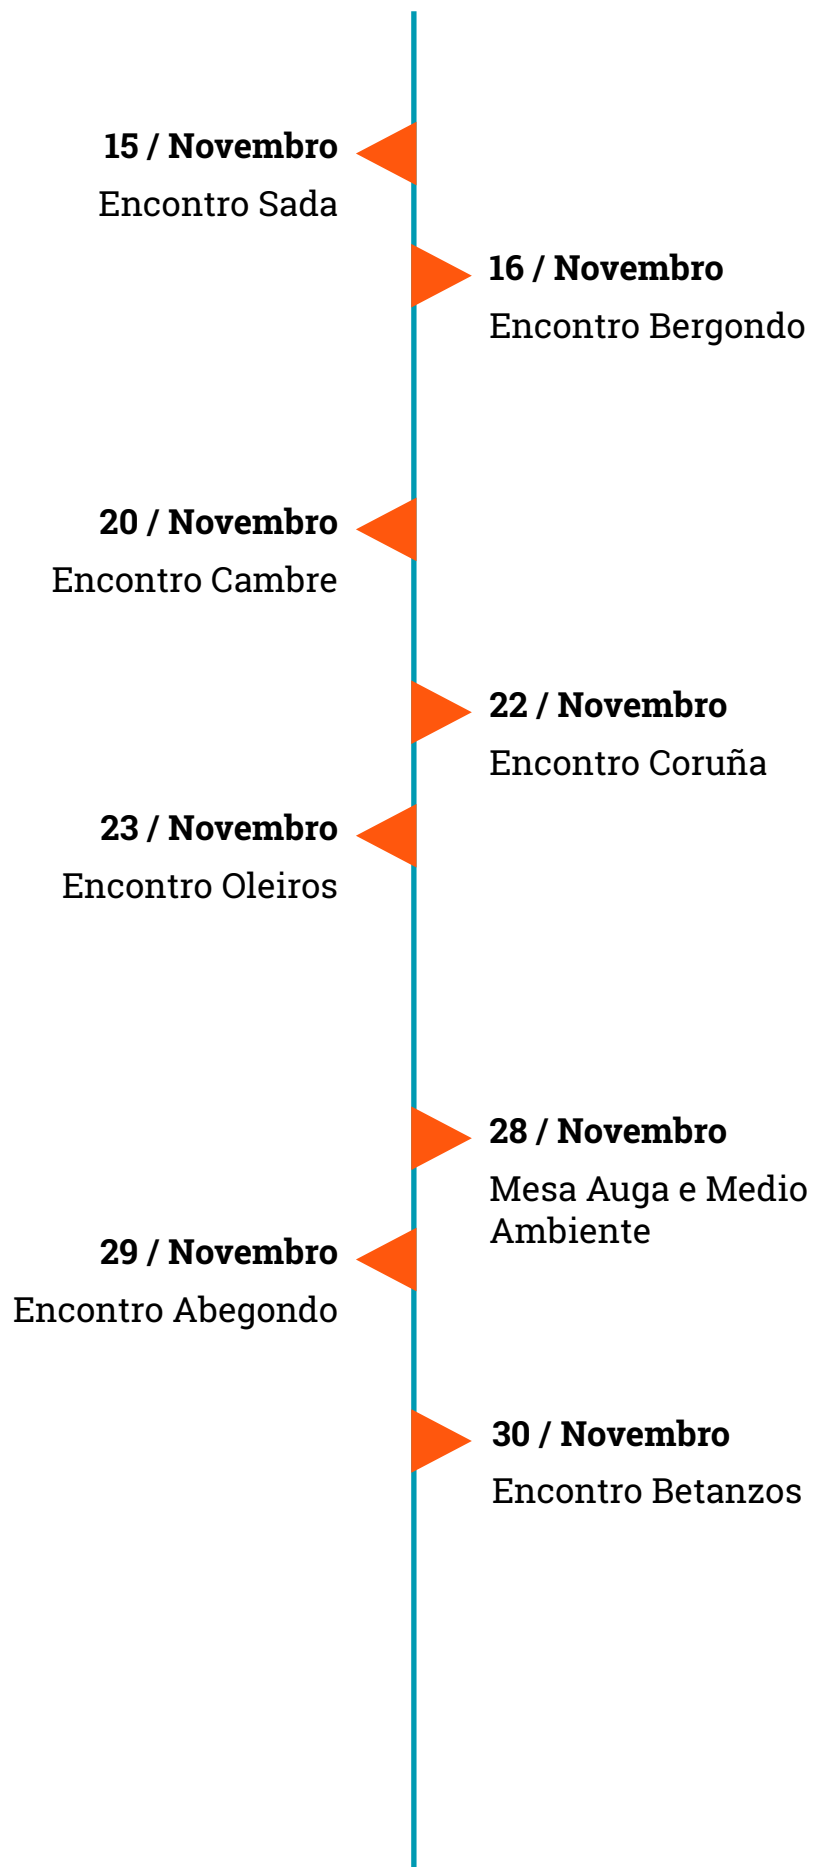 15 / Novembro
Encontro Sada
16 / Novembro
Encontro Bergondo
20 / Novembro
Encontro Cambre
22 / Novembro
Encontro Coruña
23 / Novembro
Encontro Oleiros
28 / Novembro
Mesa Auga e Medio
Ambiente
29 / Novembro
Encontro Abegondo
30 / Novembro
Encontro Betanzos